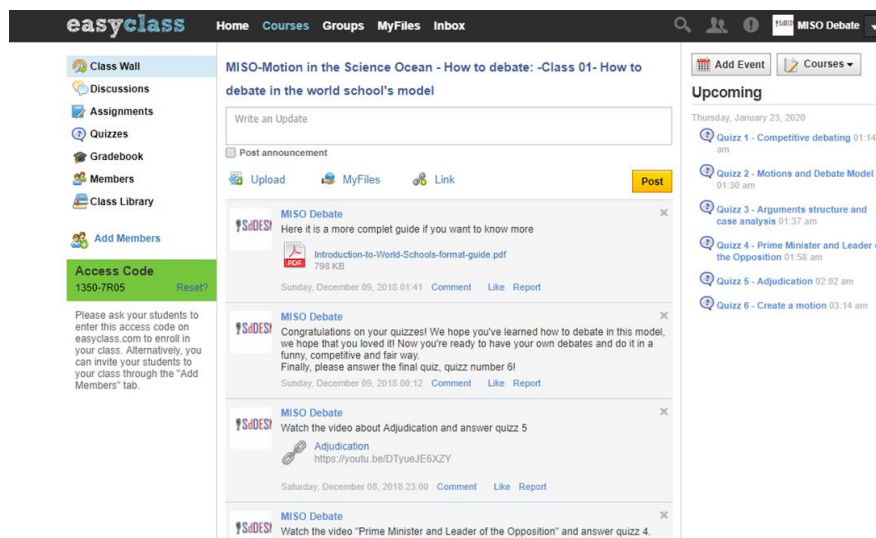 easyclass Home Courses Groups MyFiles Inbox MISO Debate
Class Wall
Discussions
Assignments
Quizzes
Gradebook
Members
Class Library
Add Members
Access Code
1350-7R05 Reset?
Please ask your students to
enter this access code on
easyclass.com to enroll in
your class. Alternatively, you
can invite your students to
your class through the "Add
Members" tab.
MISO-Motion in the Science Ocean - How to debate: -Class 01- How to
debate in the world school's model
Write an Update
Post announcement
Upload MyFiles Link Post
MISO Debate
Here it is a more complet guide if you want to know more
PDF
Introduction-to-World-Schools-format-guide.pdf
798 KB
Sunday, December 09, 2018 01:41 Comment Like Report
MISO Debate
Congratulations on your quizzes! We hope you've learned how to debate in this model,
we hope that you loved it! Now you're ready to have your own debates and do it in a
funny, competitive and fair way.
Finally, please answer the final quiz, quizz number 6!
Sunday, December 09, 2018 00:12 Comment Like Report
MISO Debate
Watch the video about Adjudication and answer quizz 5
Adjudication
https://youtu.be/DTyueJE6XZY
Saturday, December 08, 2018 23:00 Comment Like Report
MISO Debate
Watch the video "Prime Minister and Leader of the Opposition" and answer quizz 4.
Add Event Courses
Upcoming
Thursday, January 23, 2020
Quizz 1 - Competitive debating 01:14
am
Quizz 2 - Motions and Debate Model
01:30 am
Quizz 3 - Arguments structure and
case analysis 01:37 am
Quizz 4 - Prime Minister and Leader
the Opposition 01:58 am
Quizz 5 - Adjudication 02:02 am
Quizz 6 - Create a motion 03:14 am